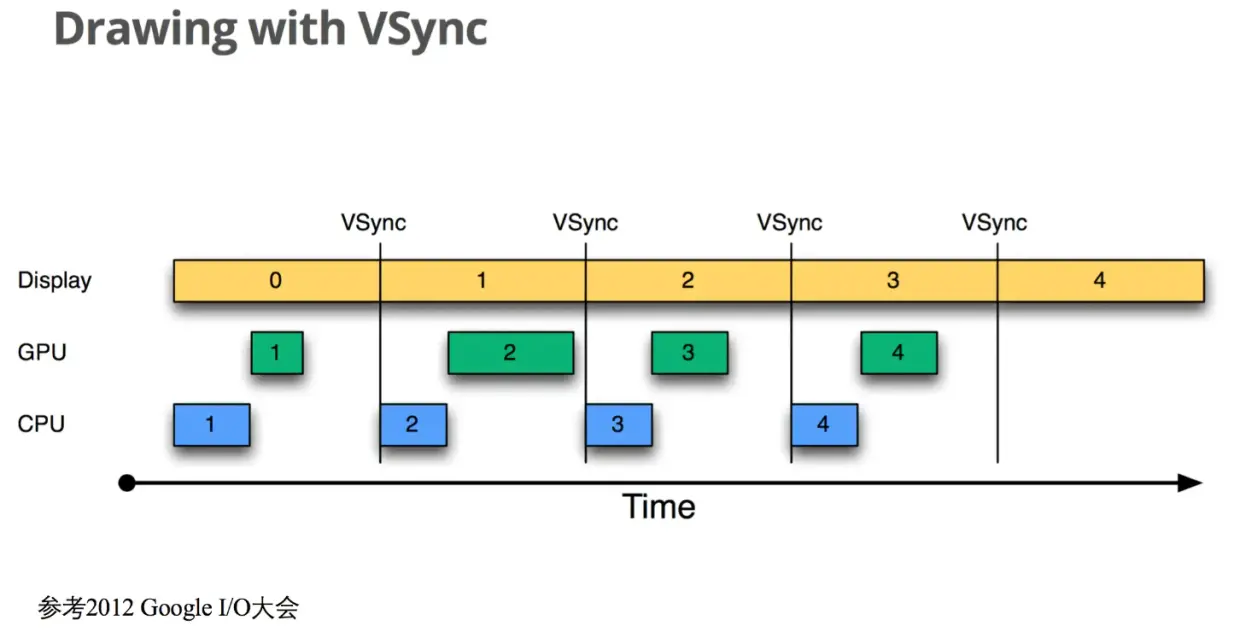 Drawing with VSync
VSync VSync VSync VSync
Display 0 1 2 3 4
GPU 1 2 3 4
CPU 1 2 3 4
Time
参考2012 Google I/O大会